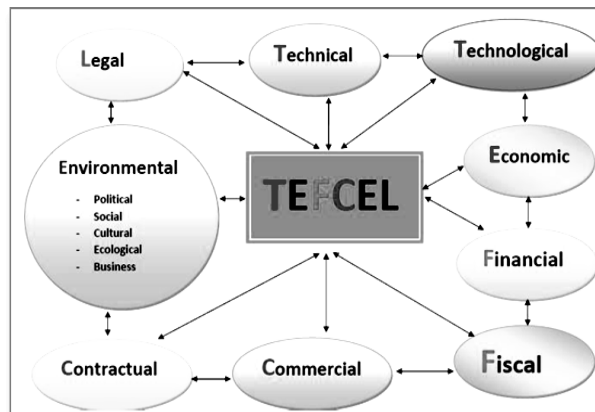 Legal
Technical
Technological
Environmental
- Political
- Social
- Cultural
- Ecological
- Business
TEFCEL
Economic
Financial
Contractual
Commercial
Fiscal